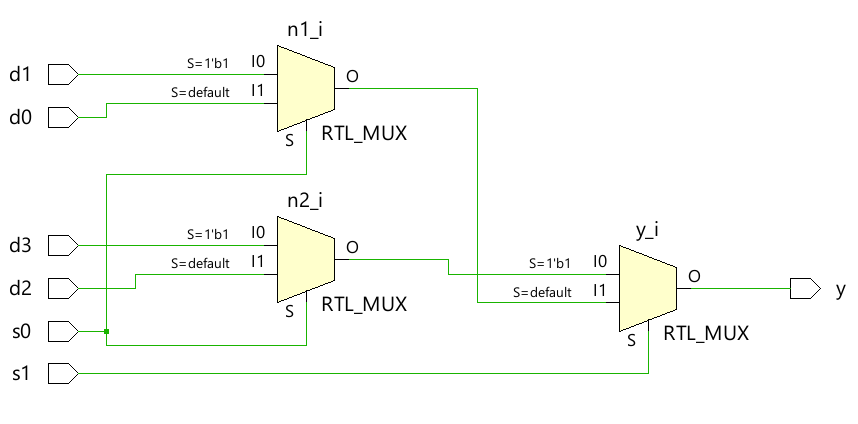 n1_i
d1
S=1'b1
I0
O
d0
S=default
I1
S
RTL_MUX
n2_i
d3
S=1'b1
I0
O
d2
S=default
I1
S
RTL_MUX
y_i
S=1'b1
I0
O
y
S=default
I1
S
RTL_MUX
s0
s1